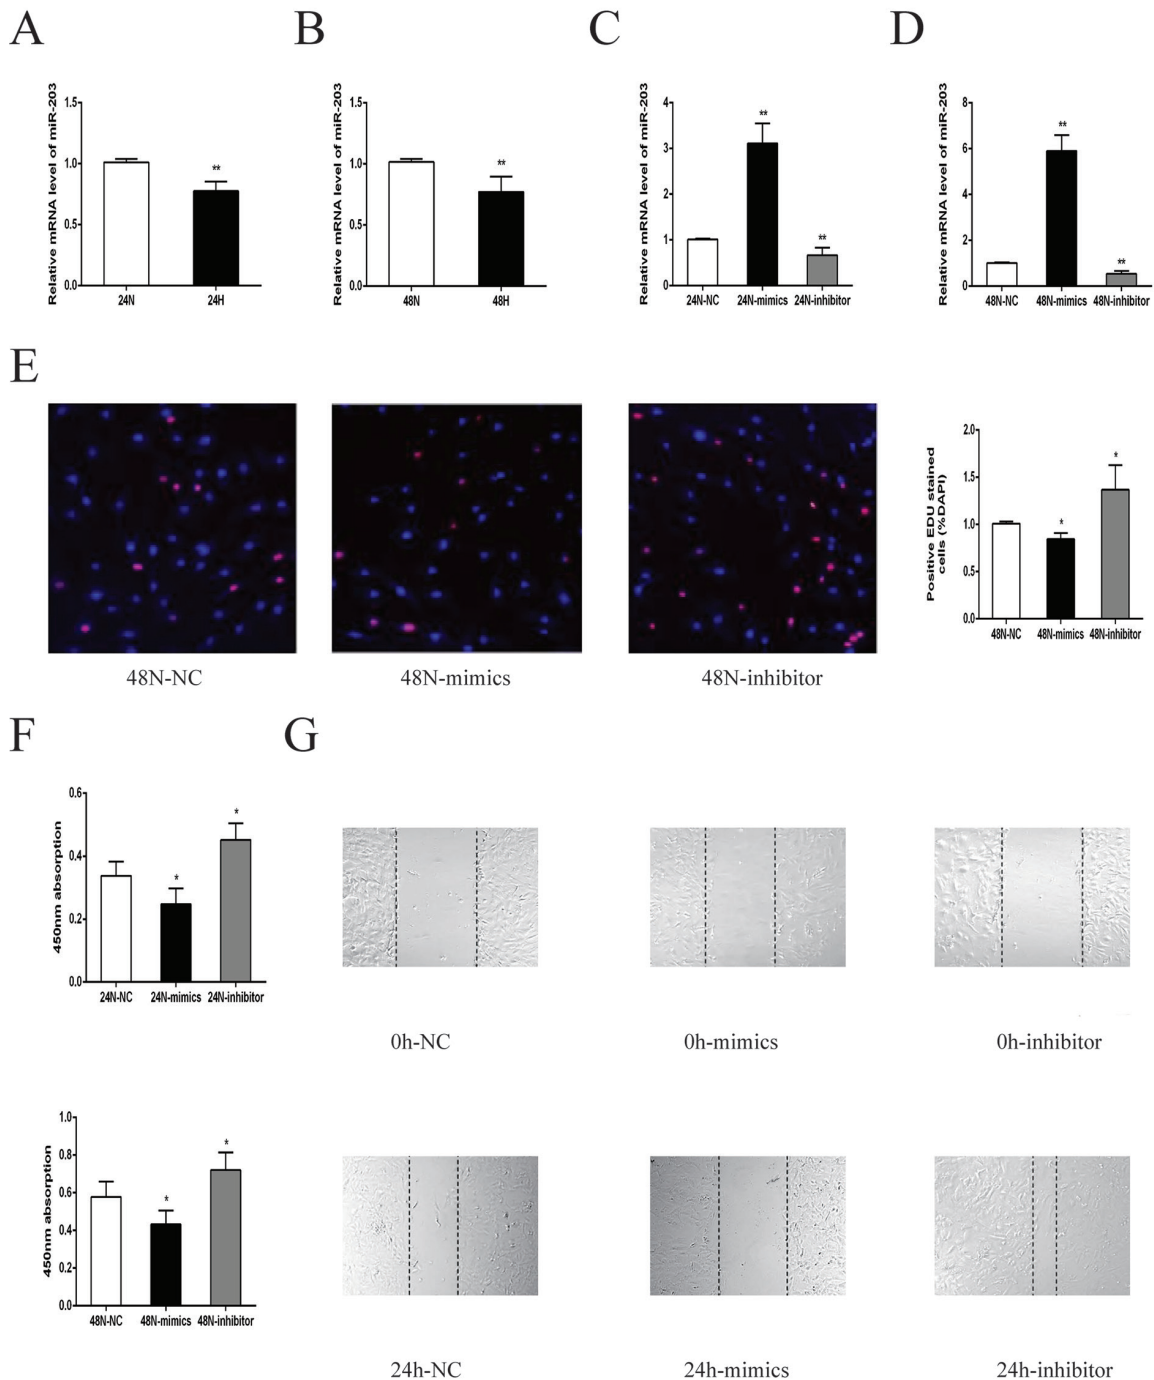 A
B
C
D
Relative mRNA level of miR-203
1.5
1.0
0.5
0.0
**
24N
24H
Relative mRNA level of miR-203
1.5
1.0
0.5
0.0
**
48N
48H
Relative mRNA level of miR-203
4
3
2
1
0
**
**
24N-NC
24N-mimics
24N-inhibitor
Relative mRNA level of miR-203
8
6
4
2
0
**
**
48N-NC
48N-mimics
48N-inhibitor
E
48N-NC
48N-mimics
48N-inhibitor
Positive EDU stained
cells (%DAPI)
2.0
1.5
1.0
0.5
0.0
*
*
48N-NC
48N-mimics
48N-inhibitor
F
450nm absorption
0.6
0.4
0.2
0.0
*
*
24N-NC
24N-mimics
24N-inhibitor
450nm absorption
1.0
0.8
0.6
0.4
0.2
0.0
*
*
48N-NC
48N-mimics
48N-inhibitor
G
0h-NC
0h-mimics
0h-inhibitor
24h-NC
24h-mimics
24h-inhibitor